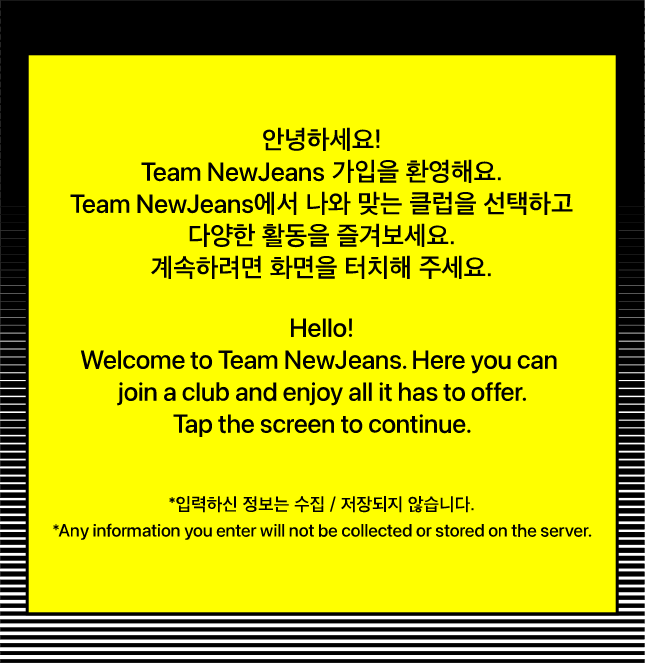 안녕하세요!
Team NewJeans 가입을 환영해요.
Team NewJeans에서 나와 맞는 클럽을 선택하고
다양한 활동을 즐겨보세요.
계속하려면 화면을 터치해 주세요.
Hello!
Welcome to Team NewJeans. Here you can
join a club and enjoy all it has to offer.
Tap the screen to continue.
*입력하신 정보는 수집 / 저장되지 않습니다.
*Any information you enter will not be collected or stored on the server.